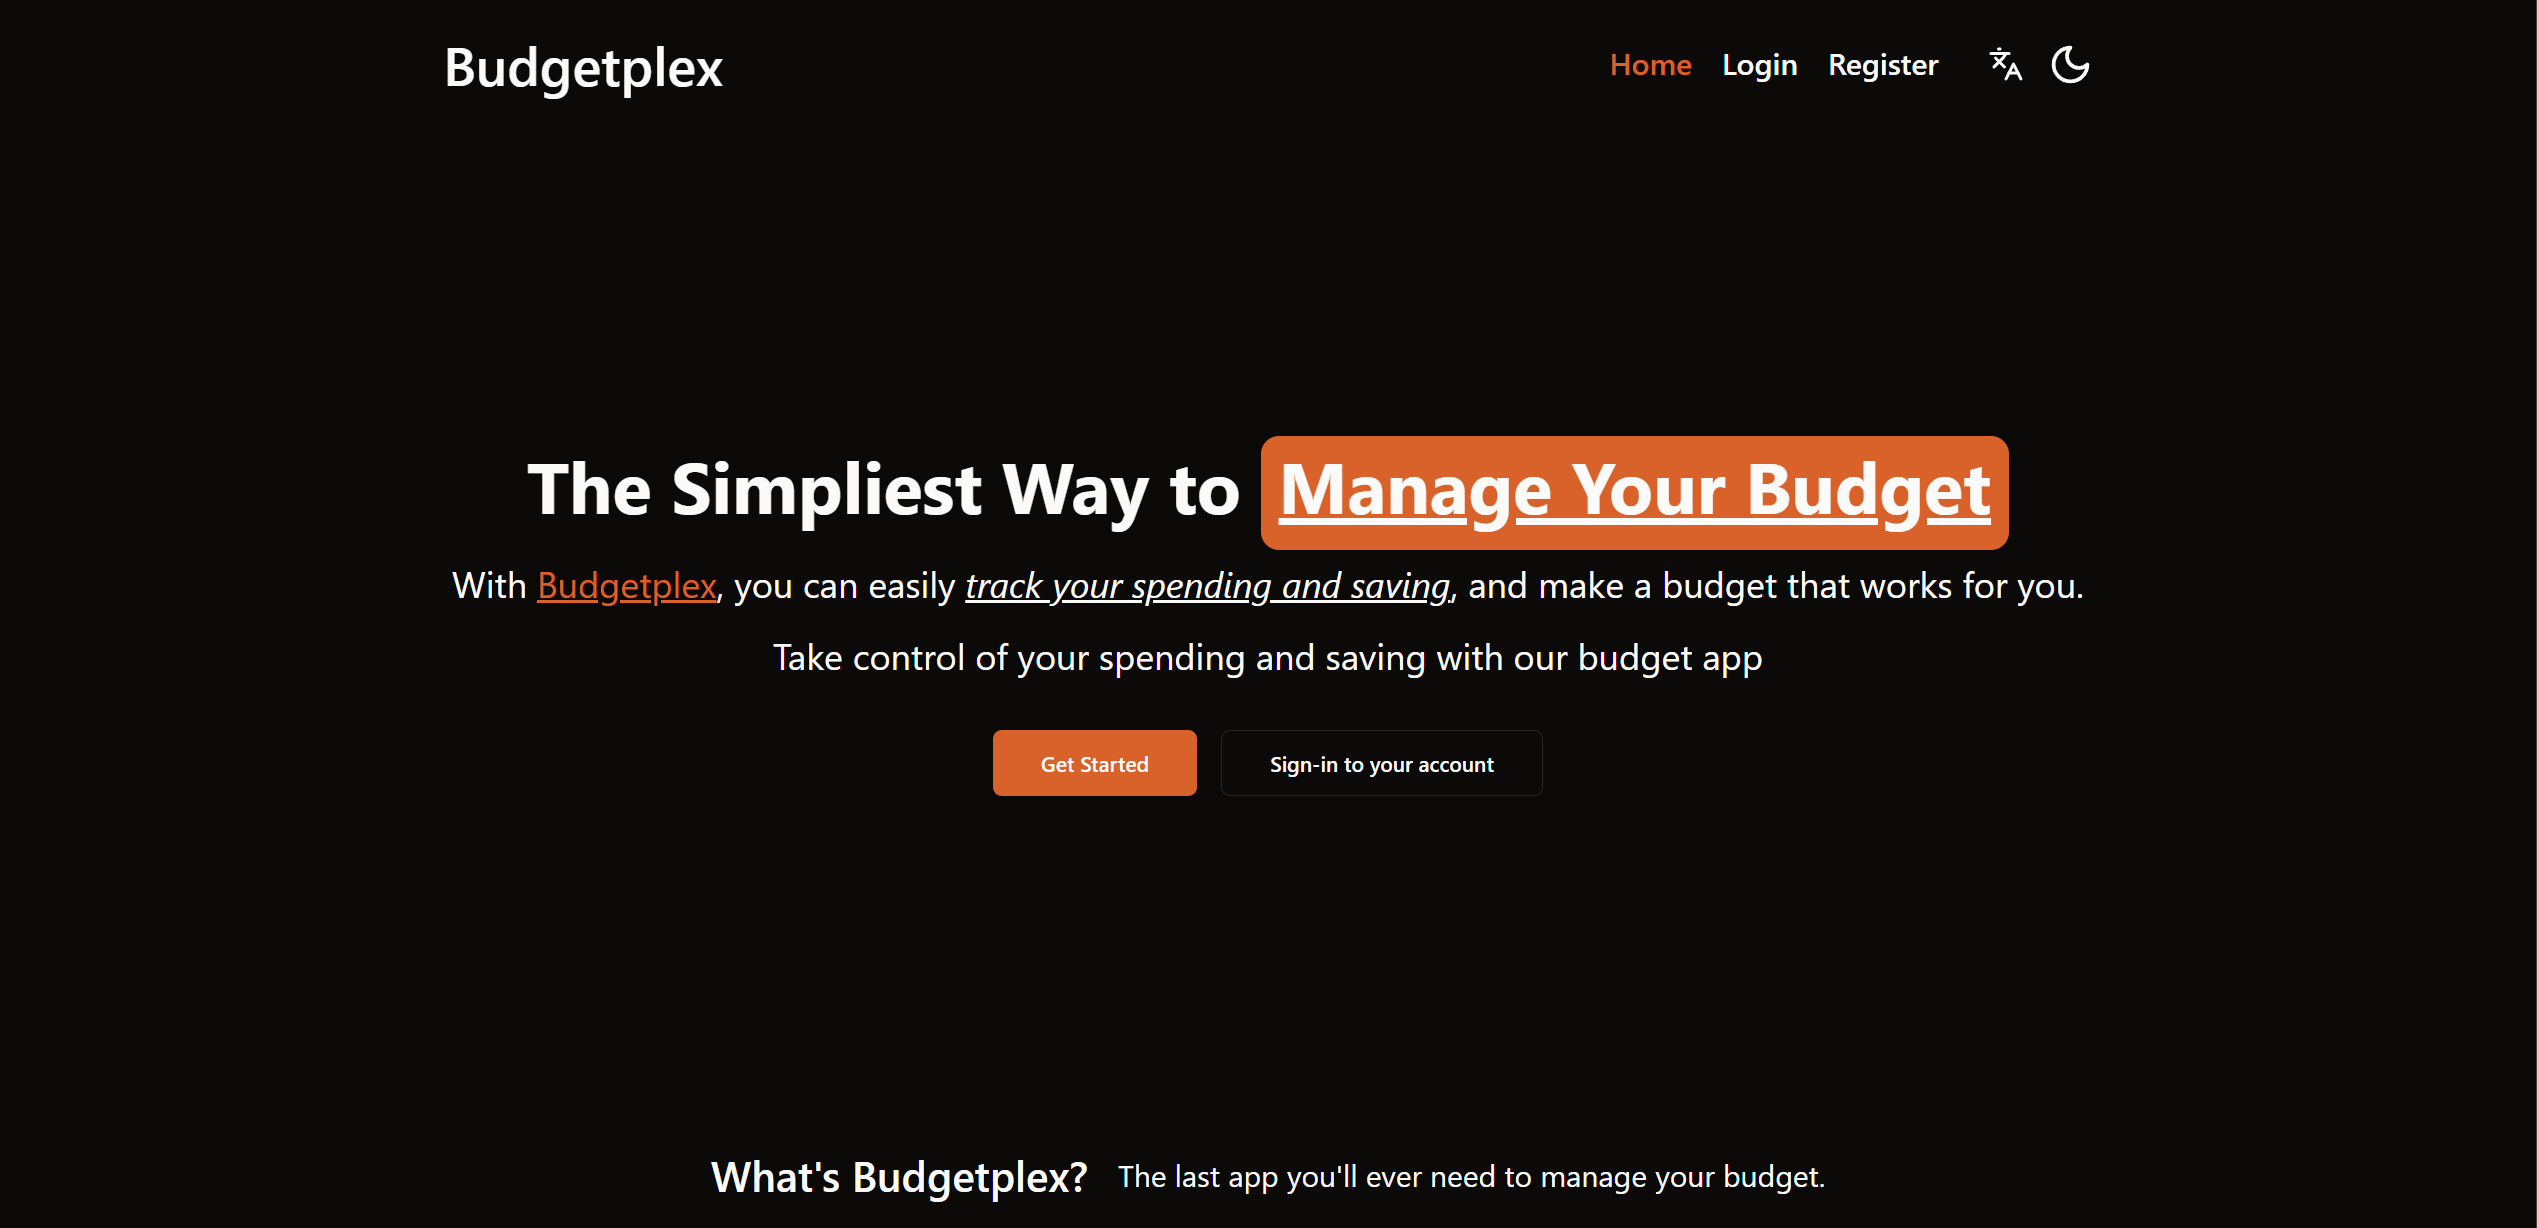 Budgetplex
Home Login Register
The Simpliest Way to Manage Your Budget
With Budgetplex, you can easily track your spending and saving, and make a budget that works for you.
Take control of your spending and saving with our budget app
Get Started
Sign-in to your account
What's Budgetplex? The last app you'll ever need to manage your budget.